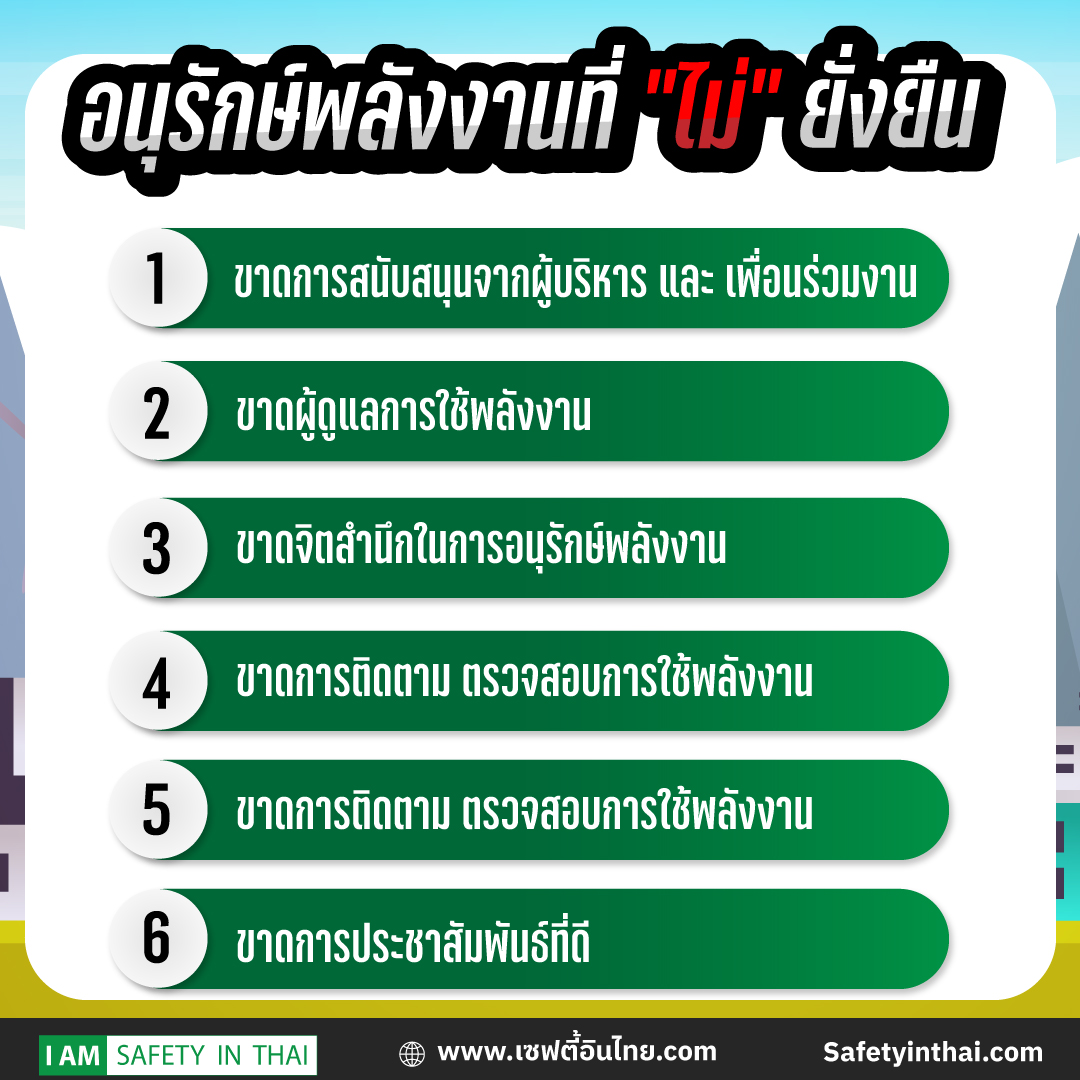 อนุรักษ์พลังงานที่ "ไม่" ยั่งยืน
1 ขาดการสนับสนุนจากผู้บริหาร และ เพื่อนร่วมงาน
2 ขาดผู้ดูแลการใช้พลังงาน
3 ขาดจิตสำนึกในการอนุรักษ์พลังงาน
4 ขาดการติดตาม ตรวจสอบการใช้พลังงาน
5 ขาดการติดตาม ตรวจสอบการใช้พลังงาน
6 ขาดการประชาสัมพันธ์ที่ดี
I AM SAFETY IN THAI www.เซฟตี้อินไทย.com Safetyinthai.com